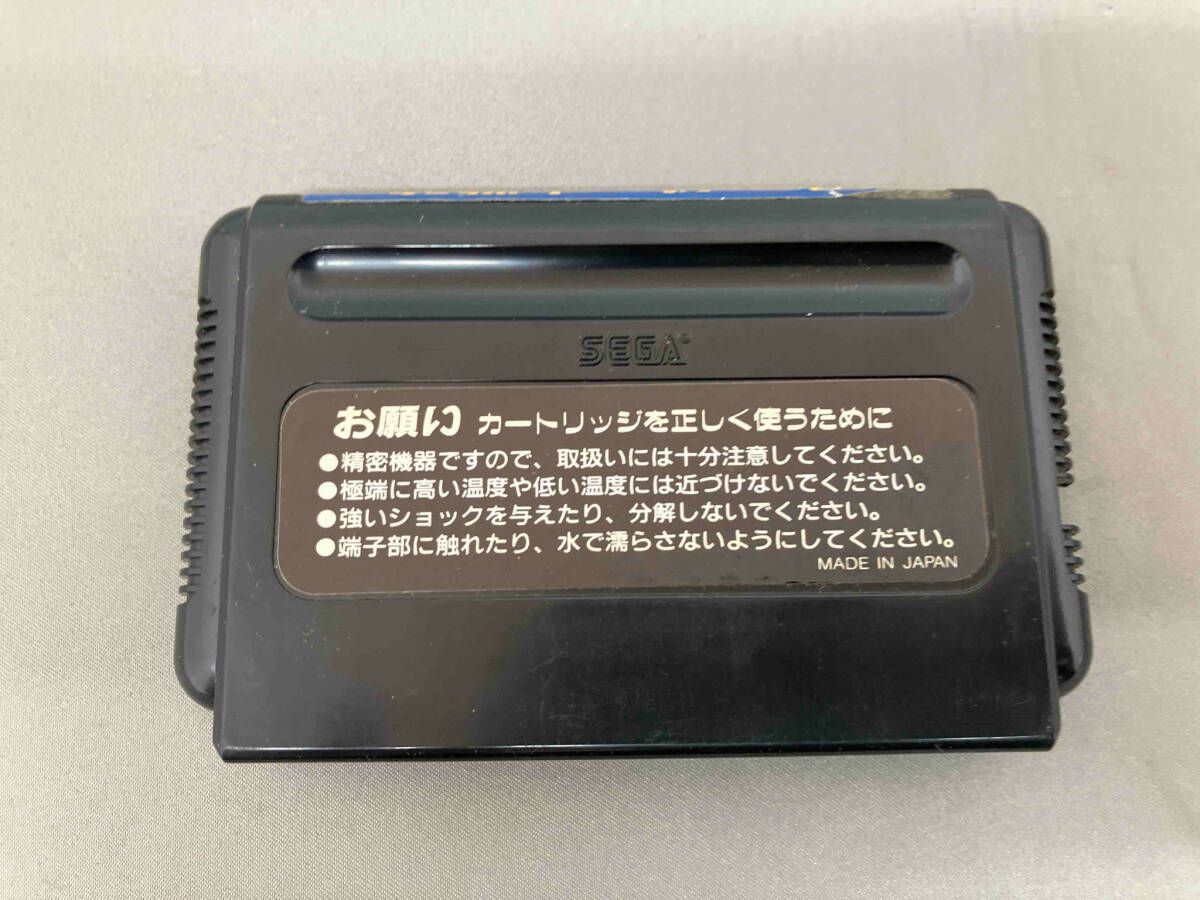 SEGA®
お願い カートリッジを正しく使うために
●精密機器ですので、取扱いには十分注意してください。
●極端に高い温度や低い温度には近づけないでください。
●強いショックを与えたり、分解しないでください。
●端子部に触れたり、水で濡らさないようにしてください。
MADE IN JAPAN